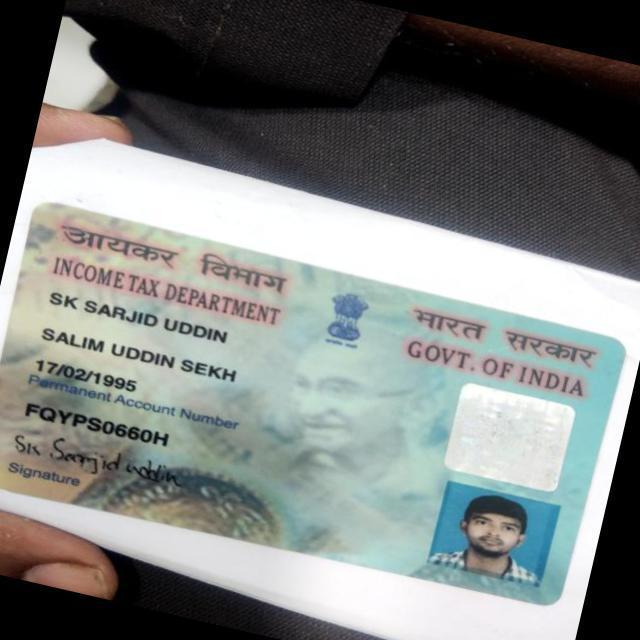 आयकर विभाग
INCOME TAX DEPARTMENT
भारत सरकार
GOVT. OF INDIA
SK SARJID UDDIN
SALIM UDDIN SEKH
17/02/1995
Permanent Account Number
FQYPS0660H
Sk Sarjid uddin
Signature